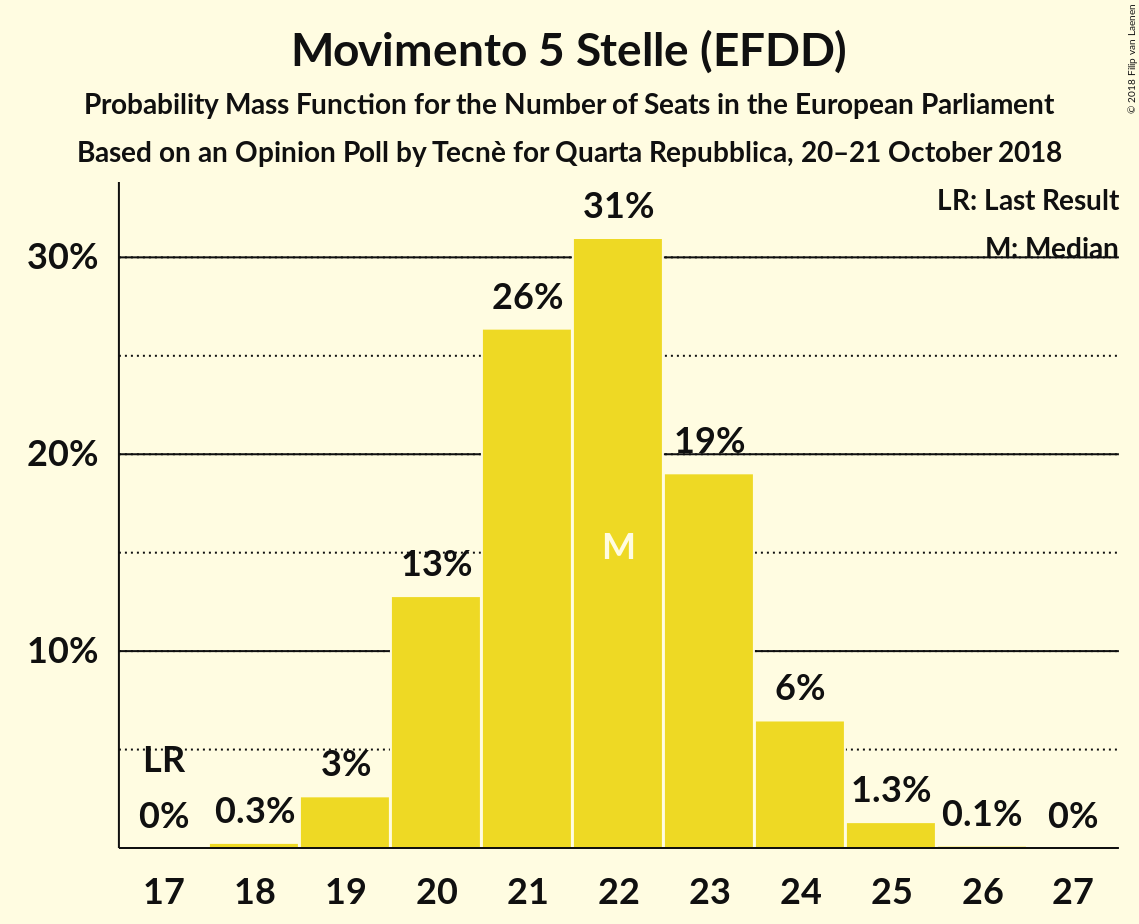 Movimento 5 Stelle (EFDD)
Probability Mass Function for the Number of Seats in the European Parliament
Based on an Opinion Poll by Tecnè for Quarta Repubblica, 20–21 October 2018
© 2018 Filip van Laenen
LR: Last Result
M: Median
30%
20%
10%
LR
0%
0.3%
3%
13%
26%
31%
M
19%
6%
1.3%
0.1%
0%
17 18 19 20 21 22 23 24 25 26 27